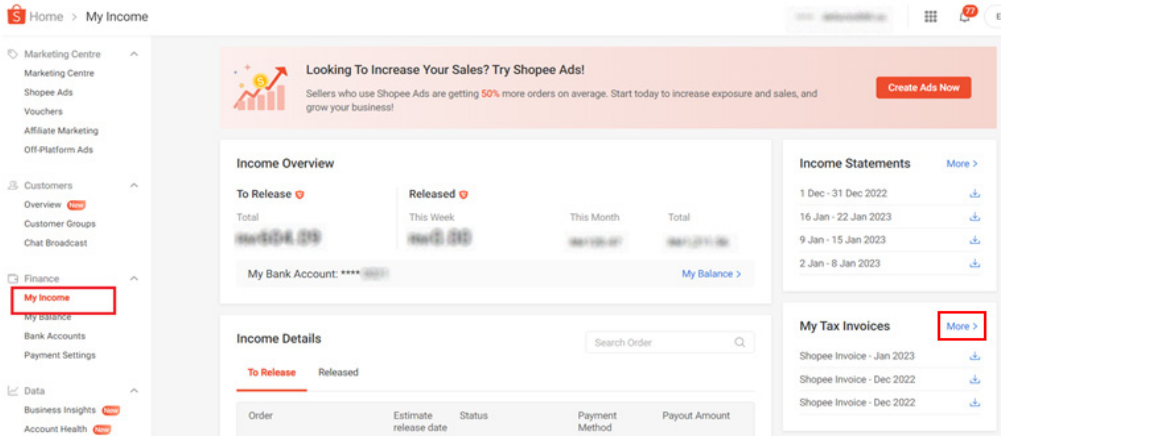 S Home > My Income
77
E
Marketing Centre
Marketing Centre
Shopee Ads
Vouchers
Affiliate Marketing
Off-Platform Ads
Customers
Overview New
Customer Groups
Chat Broadcast
Finance
My Income
My Balance
Bank Accounts
Payment Settings
Data
Business Insights New
Account Health New
Looking To Increase Your Sales? Try Shopee Ads!
Sellers who use Shopee Ads are getting 50% more orders on average. Start today to increase exposure and sales, and
grow your business!
Create Ads Now
Income Overview
To Release
Released
Total
This Week
This Month
Total
My Bank Account: ****
My Balance >
Income Details
Search Order
To Release
Released
Order
Estimate
release date
Status
Payment
Method
Payout Amount
Income Statements
More >
1 Dec - 31 Dec 2022
16 Jan - 22 Jan 2023
9 Jan - 15 Jan 2023
2 Jan - 8 Jan 2023
My Tax Invoices
More >
Shopee Invoice - Jan 2023
Shopee Invoice - Dec 2022
Shopee Invoice - Dec 2022